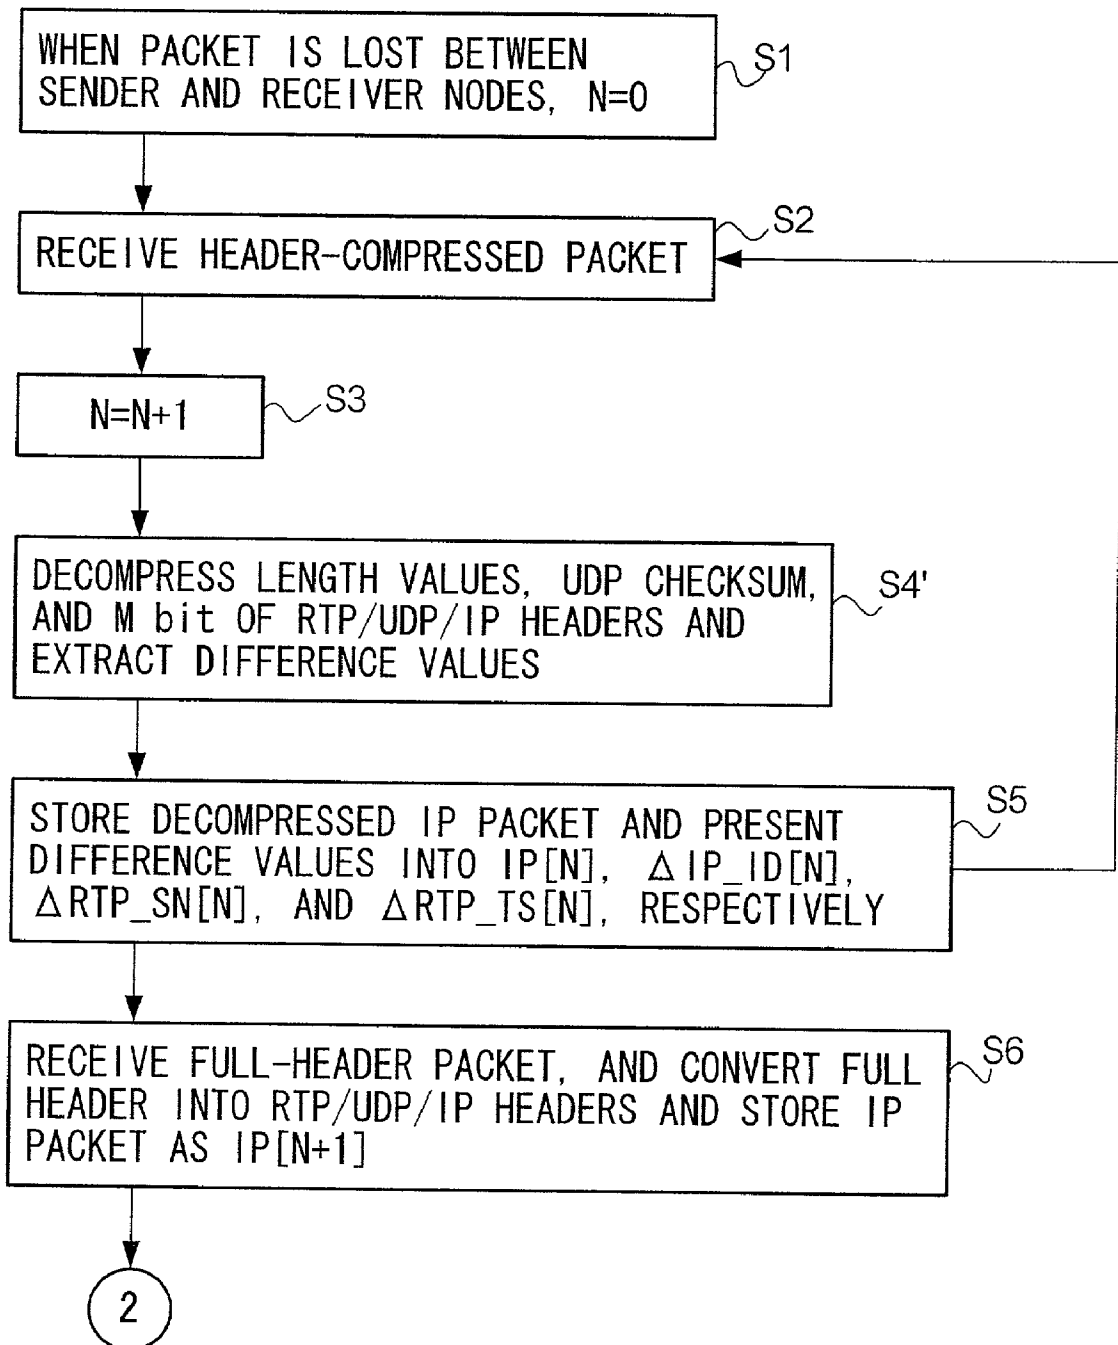 WHEN PACKET IS LOST BETWEEN
SENDER AND RECEIVER NODES, N=0
S1
RECEIVE HEADER-COMPRESSED PACKET
S2
N=N+1
S3
DECOMPRESS LENGTH VALUES, UDP CHECKSUM,
AND M bit OF RTP/UDP/IP HEADERS AND
EXTRACT DIFFERENCE VALUES
S4'
STORE DECOMPRESSED IP PACKET AND PRESENT
DIFFERENCE VALUES INTO IP[N], ΔIP_ID[N],
ΔRTP_SN[N], AND ΔRTP_TS[N], RESPECTIVELY
S5
RECEIVE FULL-HEADER PACKET, AND CONVERT FULL
HEADER INTO RTP/UDP/IP HEADERS AND STORE IP
PACKET AS IP[N+1]
S6
2